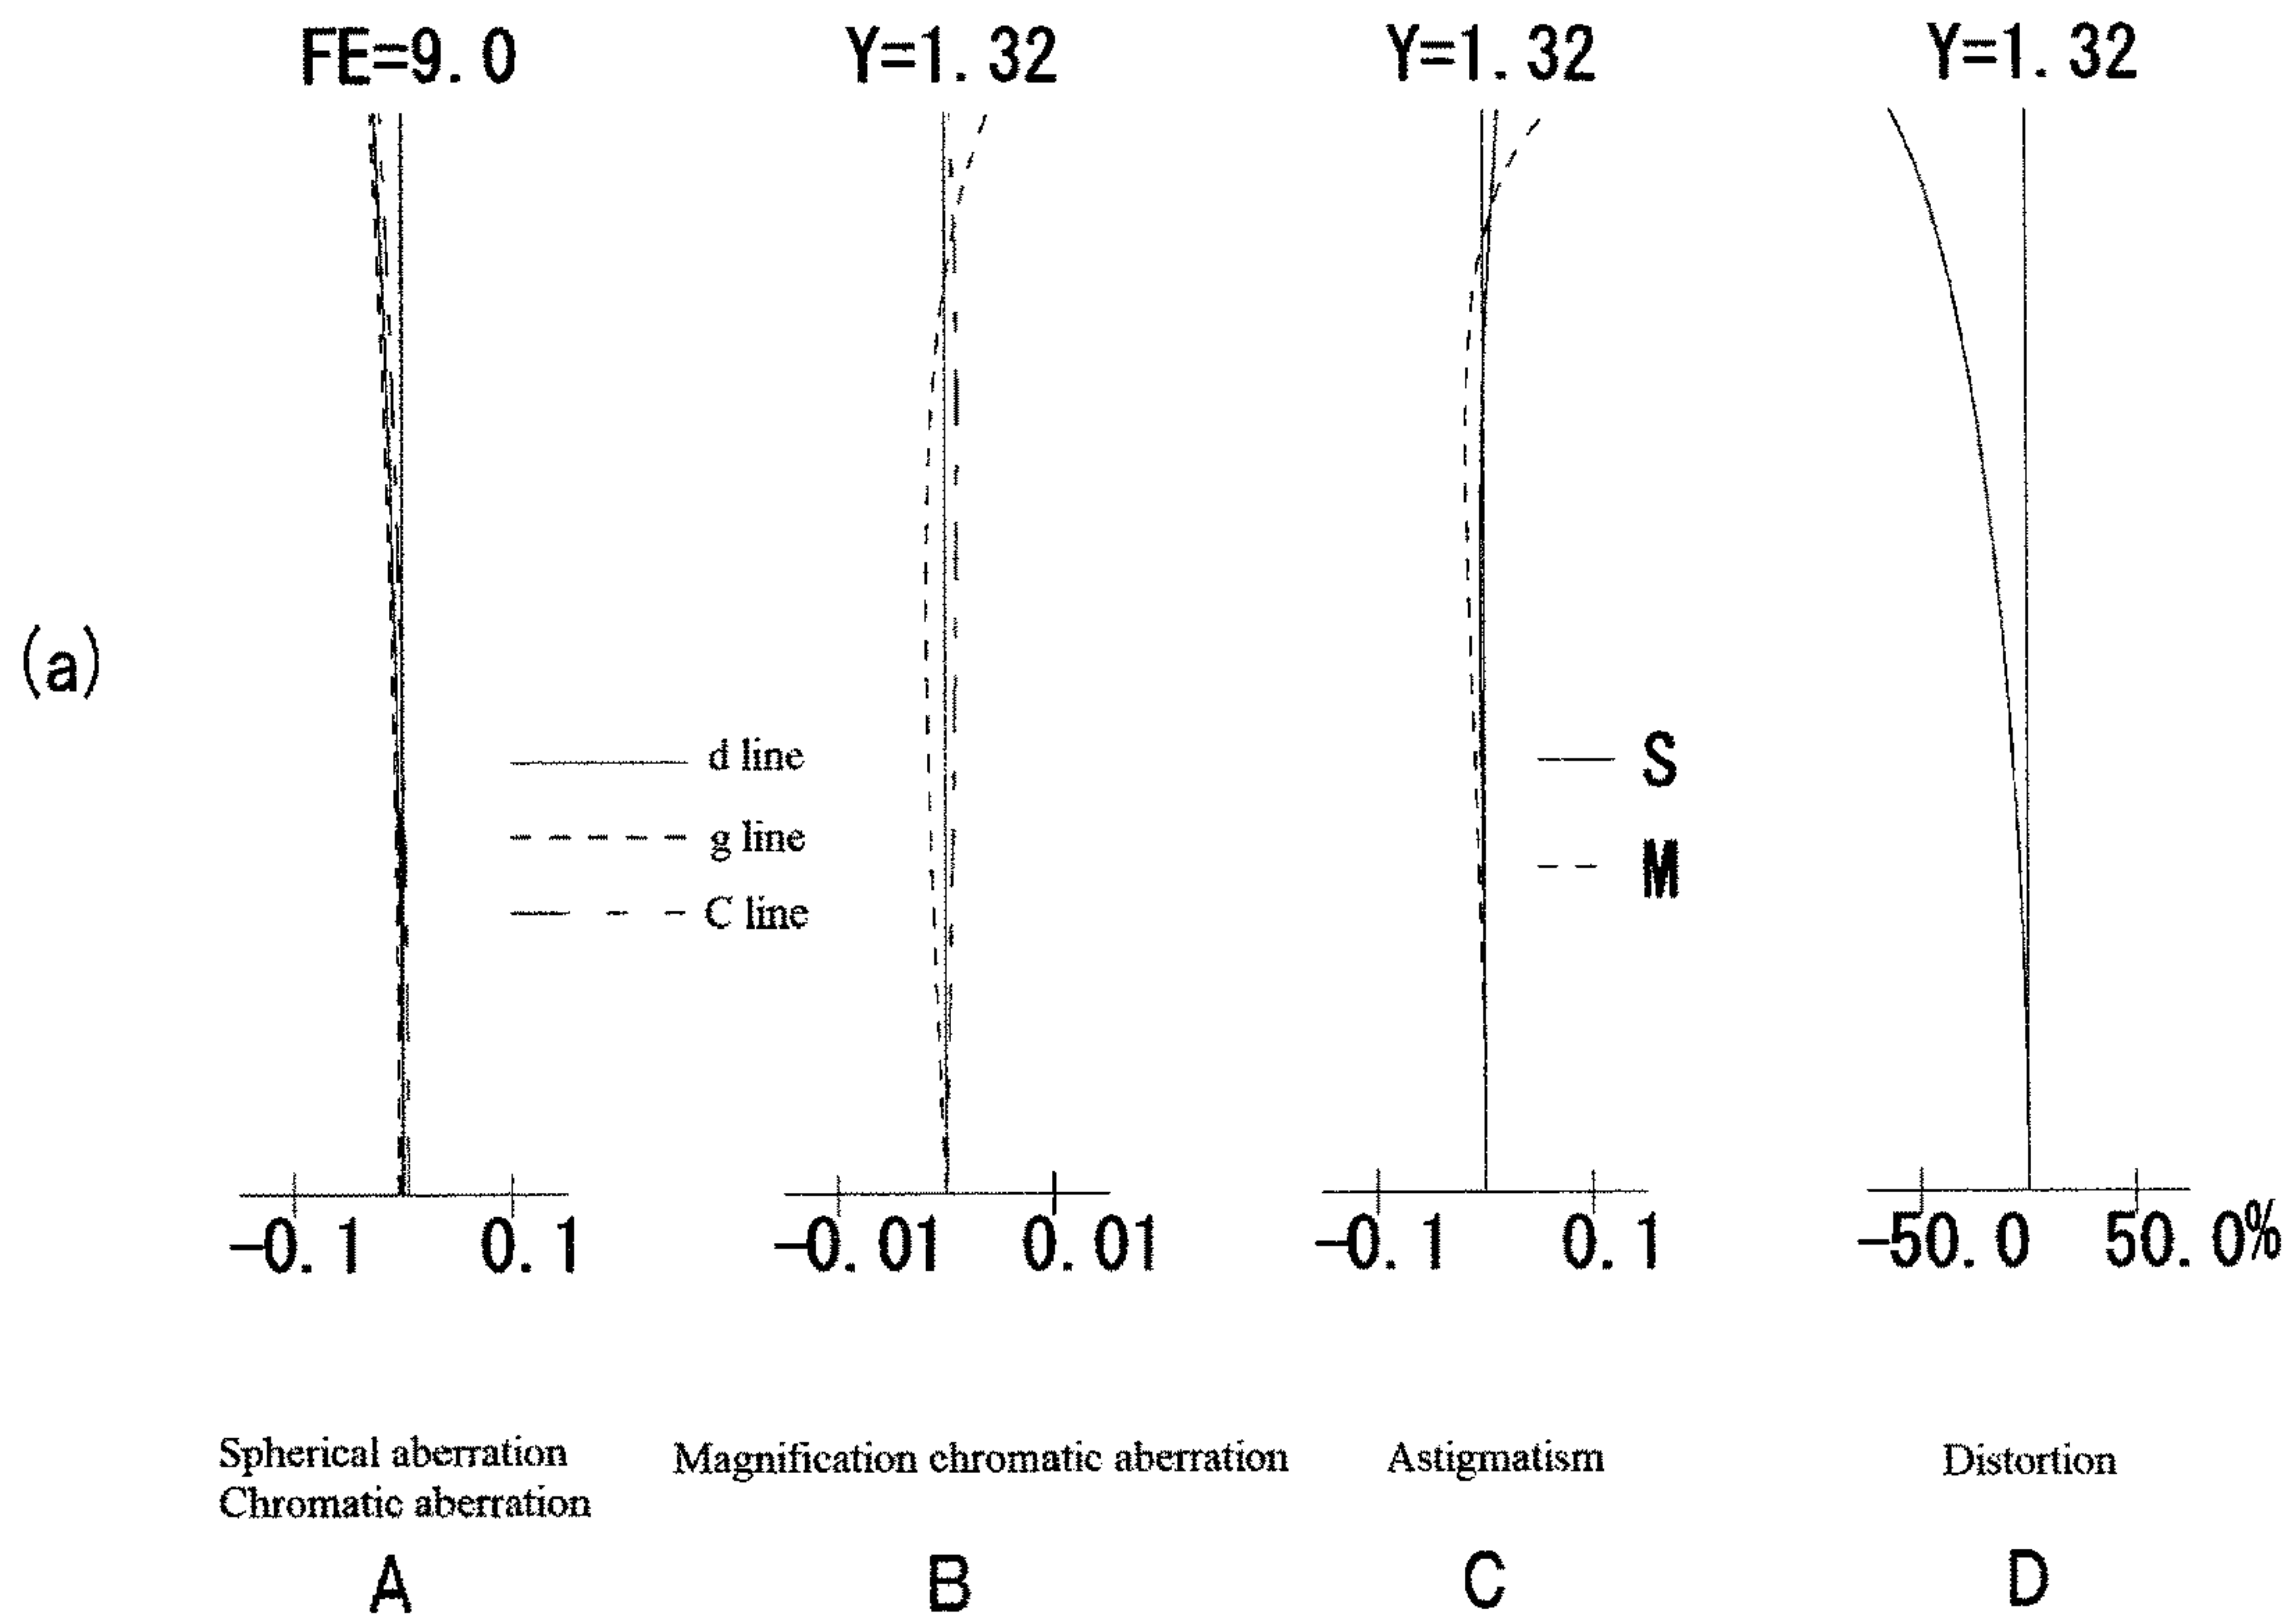 FE=9.0 Y=1.32 Y=1.32 Y=1.32
(a)
d line
g line
C line
S
M
-0.1 0.1 -0.01 0.01 -0.1 0.1 -50.0 50.0%
Spherical aberration
Chromatic aberration
Magnification chromatic aberration
Astigmatism
Distortion
A B C D